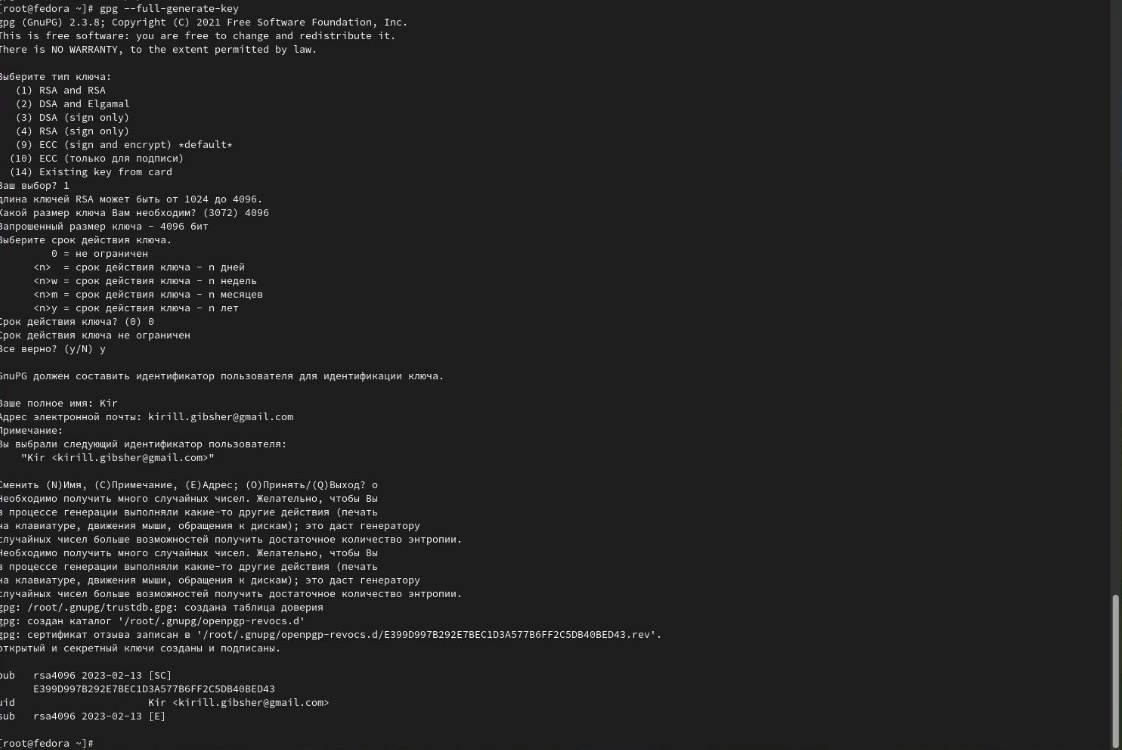 [root@fedora ~]# gpg --full-generate-key
gpg (GnuPG) 2.3.8; Copyright (C) 2021 Free Software Foundation, Inc.
This is free software: you are free to change and redistribute it.
There is NO WARRANTY, to the extent permitted by law.
Выберите тип ключа:
(1) RSA and RSA
(2) DSA and Elgamal
(3) DSA (sign only)
(4) RSA (sign only)
(9) ECC (sign and encrypt) *default*
(10) ECC (только для подписи)
(14) Existing key from card
Ваш выбор? 1
длина ключей RSA может быть от 1024 до 4096.
Какой размер ключа Вам необходим? (3072) 4096
Запрошенный размер ключа - 4096 бит
Выберите срок действия ключа.
0 = не ограничен
<n>  = срок действия ключа - n дней
<n>w = срок действия ключа - n недель
<n>m = срок действия ключа - n месяцев
<n>y = срок действия ключа - n лет
Срок действия ключа? (0) 0
Срок действия ключа не ограничен
Все верно? (y/N) y
GnuPG должен составить идентификатор пользователя для идентификации ключа.
Ваше полное имя: Kir
Адрес электронной почты: kirill.gibsher@gmail.com
Примечание:
Вы выбрали следующий идентификатор пользователя:
"Kir <kirill.gibsher@gmail.com>"
Сменить (N)Имя, (C)Примечание, (E)Адрес; (O)Принять/(Q)Выход? o
Необходимо получить много случайных чисел. Желательно, чтобы Вы
в процессе генерации выполняли какие-то другие действия (печать
на клавиатуре, движения мыши, обращения к дискам); это даст генератору
случайных чисел больше возможностей получить достаточное количество энтропии.
Необходимо получить много случайных чисел. Желательно, чтобы Вы
в процессе генерации выполняли какие-то другие действия (печать
на клавиатуре, движения мыши, обращения к дискам); это даст генератору
случайных чисел больше возможностей получить достаточное количество энтропии.
gpg: /root/.gnupg/trustdb.gpg: создана таблица доверия
gpg: создан каталог '/root/.gnupg/openpgp-revocs.d'
gpg: сертификат отзыва записан в '/root/.gnupg/openpgp-revocs.d/E399D997B292E7BEC1D3A577B6FF2C5DB40BED43.rev'.
открытый и секретный ключи созданы и подписаны.
pub   rsa4096 2023-02-13 [SC]
E399D997B292E7BEC1D3A577B6FF2C5DB40BED43
uid                      Kir <kirill.gibsher@gmail.com>
sub   rsa4096 2023-02-13 [E]
[root@fedora ~]#